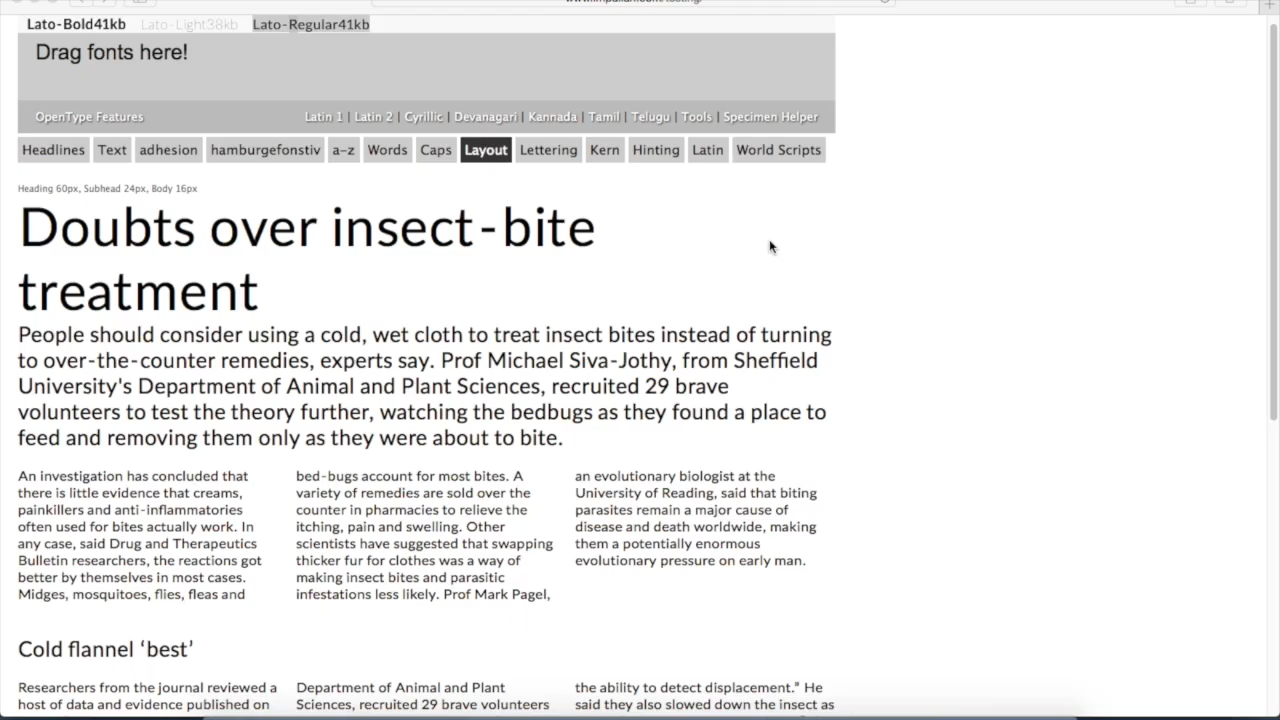 Lato-Bold41kb Lato-Light38kb Lato-Regular41kb
Drag fonts here!
OpenType Features Latin 1 | Latin 2 | Cyrillic | Devanagari | Kannada | Tamil | Telugu | Tools | Specimen Helper
Headlines Text adhesion hamburgefonstiv a-z Words Caps Layout Lettering Kern Hinting Latin World Scripts
Heading 60px, Subhead 24px, Body 16px
Doubts over insect-bite
treatment
People should consider using a cold, wet cloth to treat insect bites instead of turning
to over-the-counter remedies, experts say. Prof Michael Siva-Jothy, from Sheffield
University's Department of Animal and Plant Sciences, recruited 29 brave
volunteers to test the theory further, watching the bedbugs as they found a place to
feed and removing them only as they were about to bite.
An investigation has concluded that
there is little evidence that creams,
painkillers and anti-inflammatories
often used for bites actually work. In
any case, said Drug and Therapeutics
Bulletin researchers, the reactions got
better by themselves in most cases.
Midges, mosquitoes, flies, fleas and
bed-bugs account for most bites. A
variety of remedies are sold over the
counter in pharmacies to relieve the
itching, pain and swelling. Other
scientists have suggested that swapping
thicker fur for clothes was a way of
making insect bites and parasitic
infestations less likely. Prof Mark Pagel,
an evolutionary biologist at the
University of Reading, said that biting
parasites remain a major cause of
disease and death worldwide, making
them a potentially enormous
evolutionary pressure on early man.
Cold flannel ‘best’
Researchers from the journal reviewed a
host of data and evidence published on
Department of Animal and Plant
Sciences, recruited 29 brave volunteers
the ability to detect displacement.” He
said they also slowed down the insect as